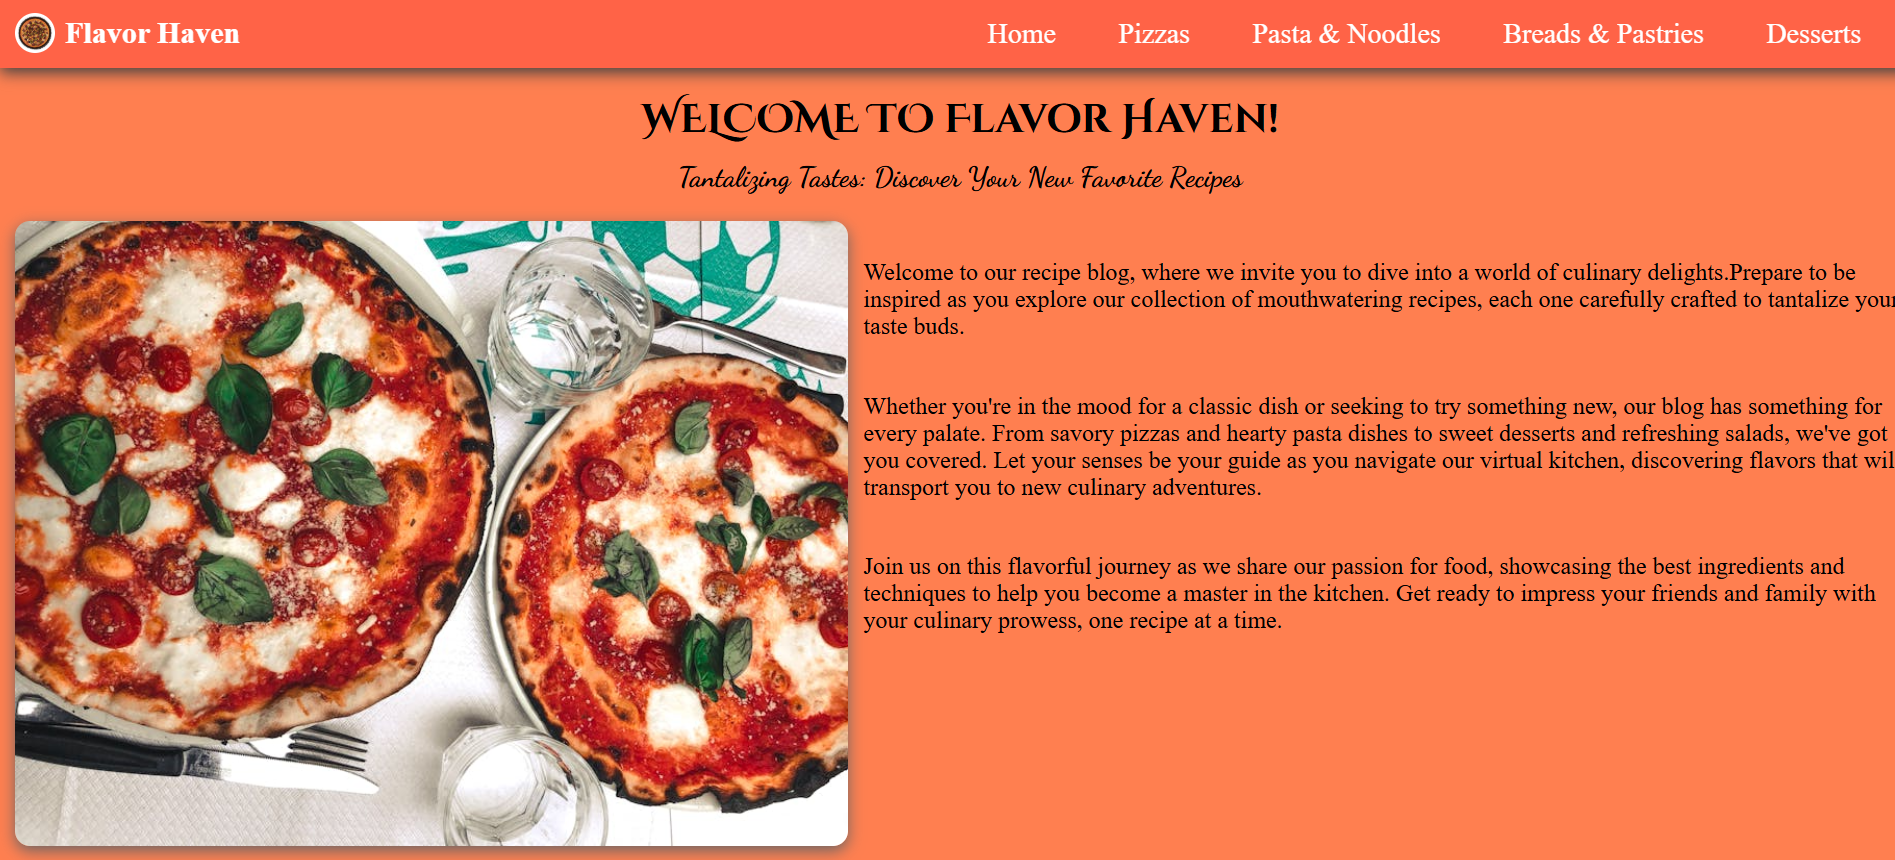 Flavor Haven
Home Pizzas Pasta & Noodles Breads & Pastries Desserts
Welcome to Flavor Haven!
Tantalizing Tastes: Discover Your New Favorite Recipes
Welcome to our recipe blog, where we invite you to dive into a world of culinary delights.Prepare to be
inspired as you explore our collection of mouthwatering recipes, each one carefully crafted to tantalize your
taste buds.
Whether you're in the mood for a classic dish or seeking to try something new, our blog has something for
every palate. From savory pizzas and hearty pasta dishes to sweet desserts and refreshing salads, we've got
you covered. Let your senses be your guide as you navigate our virtual kitchen, discovering flavors that wil
transport you to new culinary adventures.
Join us on this flavorful journey as we share our passion for food, showcasing the best ingredients and
techniques to help you become a master in the kitchen. Get ready to impress your friends and family with
your culinary prowess, one recipe at a time.